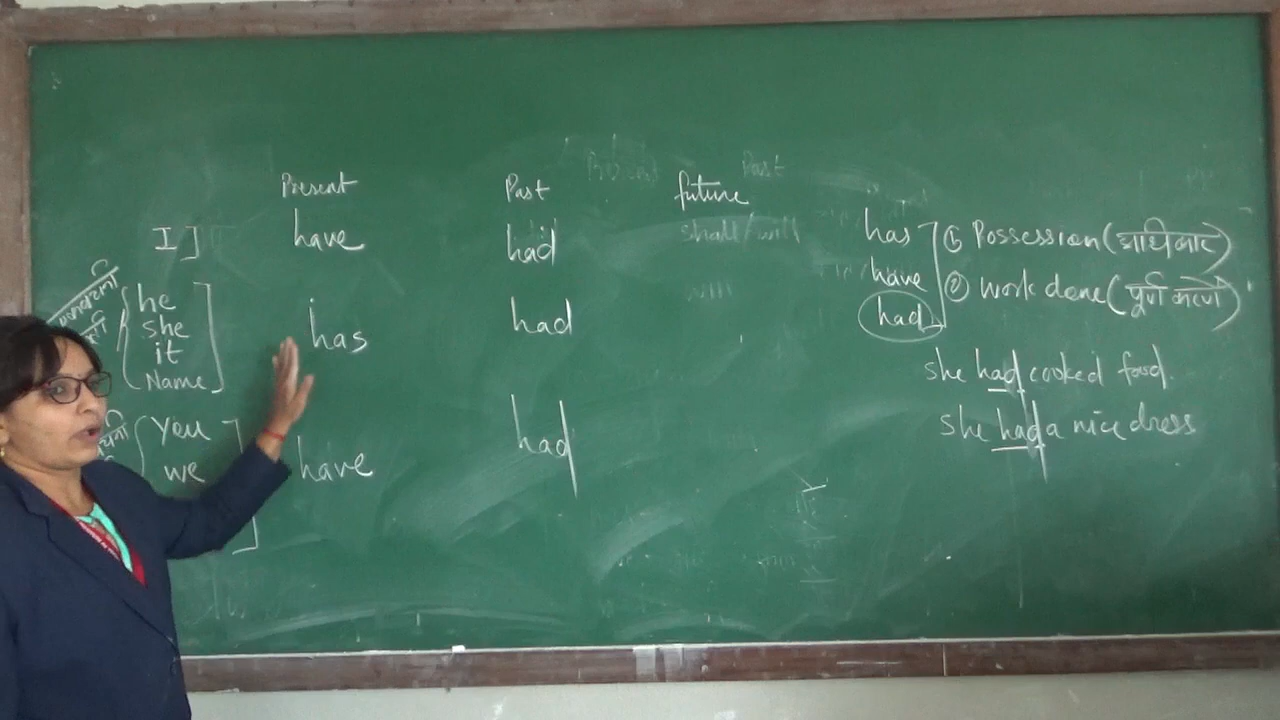 Present Past future
I] have had shall/will
he
she has had
it
Name
You have had
we
has ① Possession (
have ② Work done (पूर्ण करणे)
had
she had cooked food.
she had a nice dress